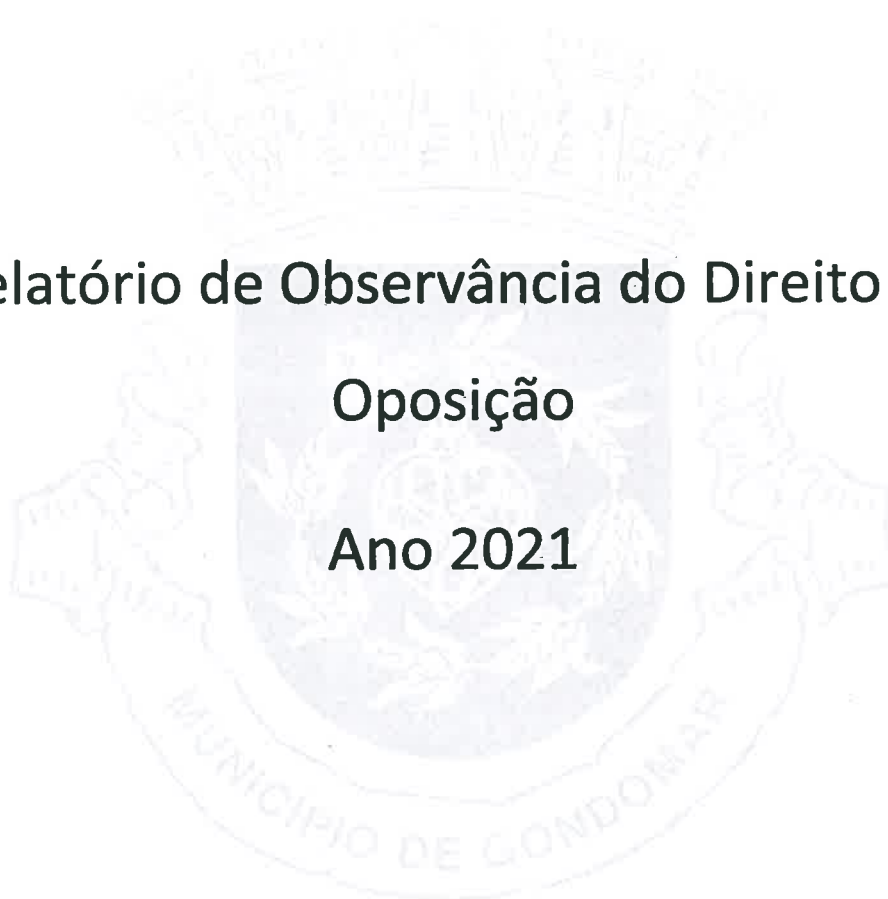 elatório de Observância do Direito
Oposição
Ano 2021
MUNICIPIO DE GONDOMAR